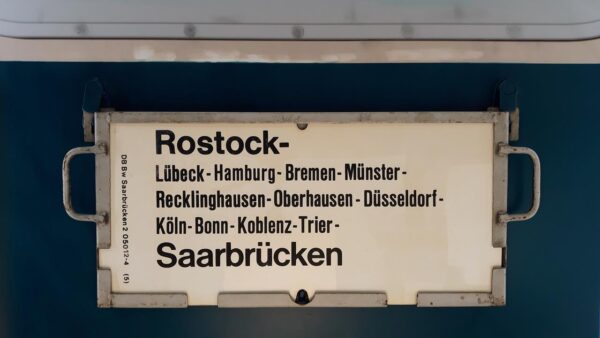 Rostock-
Lübeck-Hamburg-Bremen-Münster-
Recklinghausen-Oberhausen-Düsseldorf-
Köln-Bonn-Koblenz-Trier-
Saarbrücken
DB Bw Saarbrücken 2 05012-4 (5)